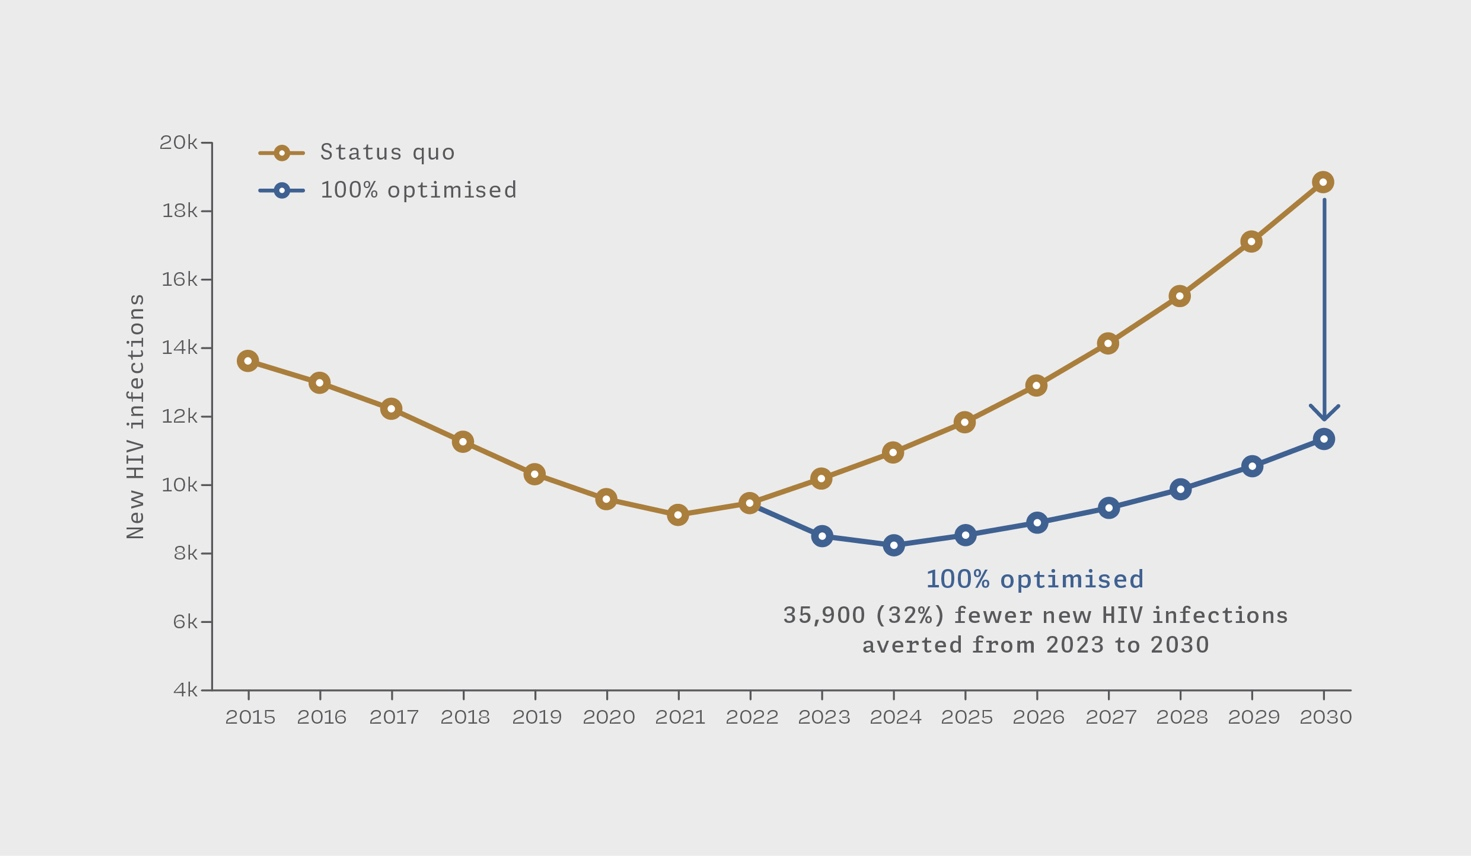 20k
18k
16k
14k
12k
10k
8k
6k
4k
New HIV infections
Status quo
100% optimised
100% optimised
35,900 (32%) fewer new HIV infections
averted from 2023 to 2030
2015 2016 2017 2018 2019 2020 2021 2022 2023 2024 2025 2026 2027 2028 2029 2030